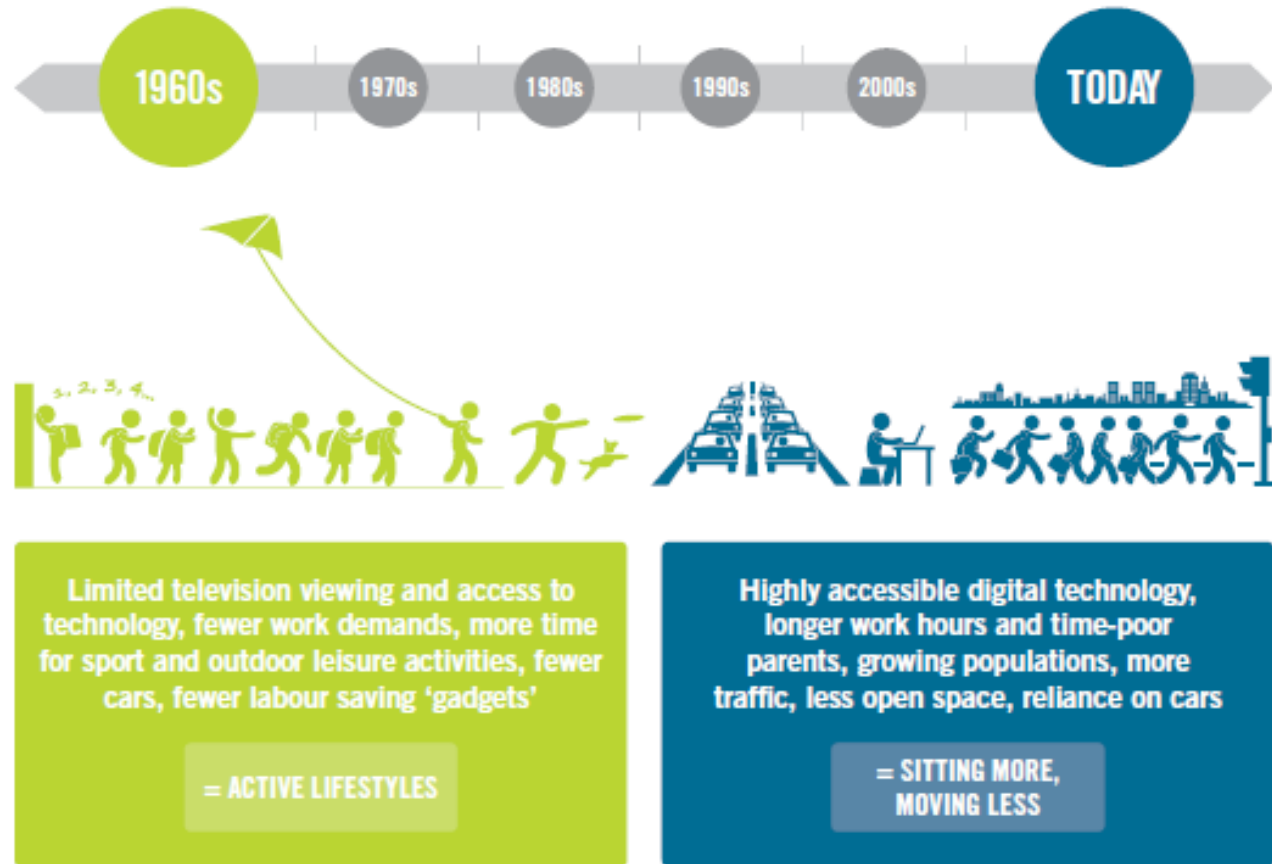 1960s
1970s
1980s
1990s
2000s
TODAY
1, 2, 3, 4...
Limited television viewing and access to
technology, fewer work demands, more time
for sport and outdoor leisure activities, fewer
cars, fewer labour saving ‘gadgets’
= ACTIVE LIFESTYLES
Highly accessible digital technology,
longer work hours and time-poor
parents, growing populations, more
traffic, less open space, reliance on cars
= SITTING MORE,
MOVING LESS